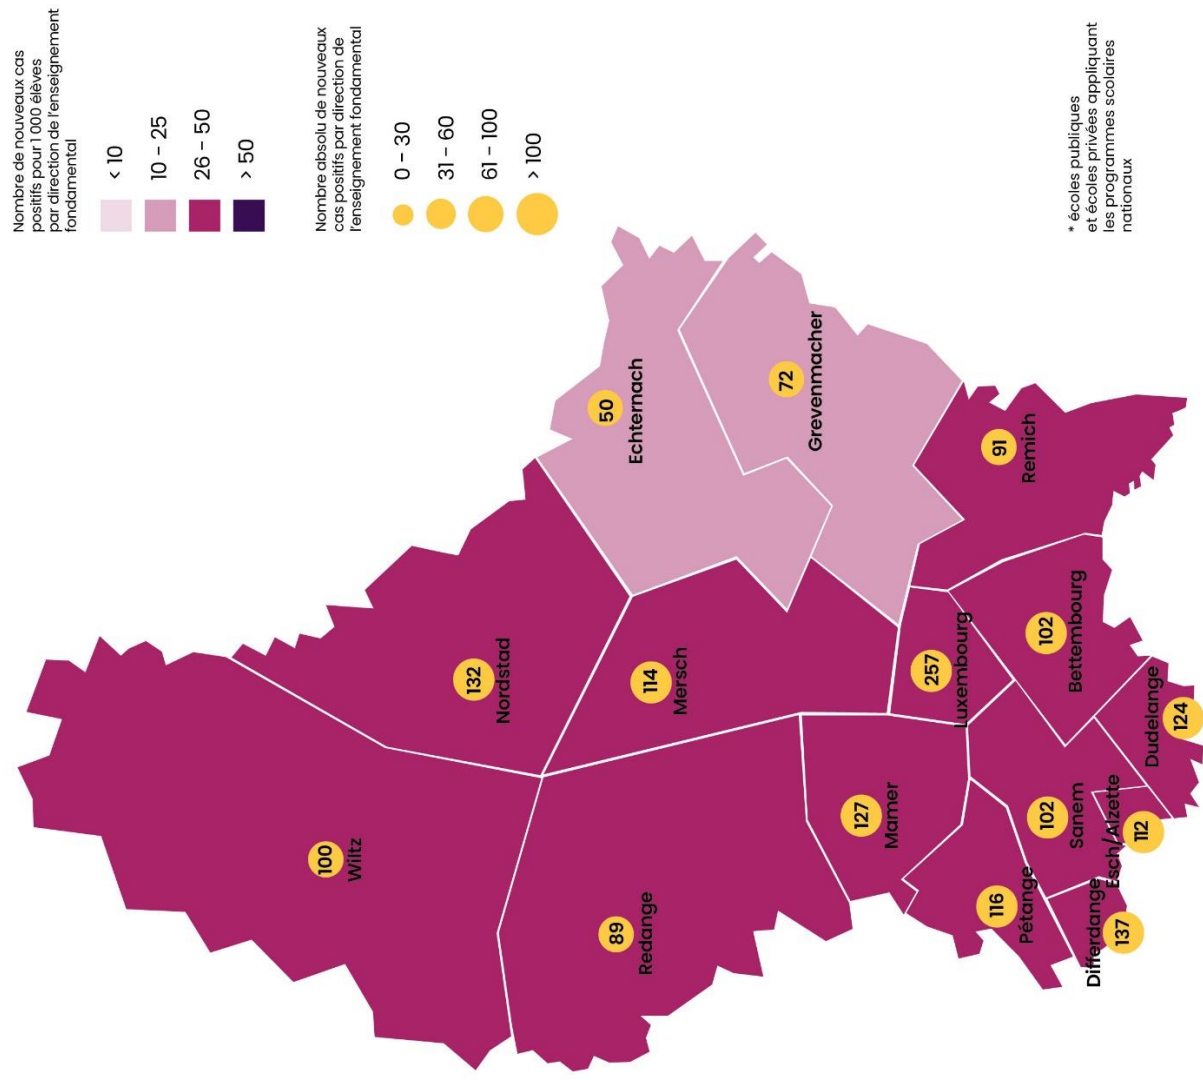 Nombre de nouveaux cas
positifs pour 1 000 élèves
par direction de l'enseignement
fondamental
< 10
10 – 25
26 – 50
> 50
Nombre absolu de nouveaux
cas positifs par direction de
l'enseignement fondamental
0 – 30
31 – 60
61 – 100
> 100
100
Wiltz
132
Nordstad
50
Echternach
89
Redange
114
Mersch
72
Grevenmacher
127
Mamer
257
Luxembourg
91
Remich
116
Pétange
102
Sanem
102
Bettembourg
Differdange
137
Esch/Alzette
112
Dudelange
124
* écoles publiques
et écoles privées appliquant
les programmes scolaires
nationaux